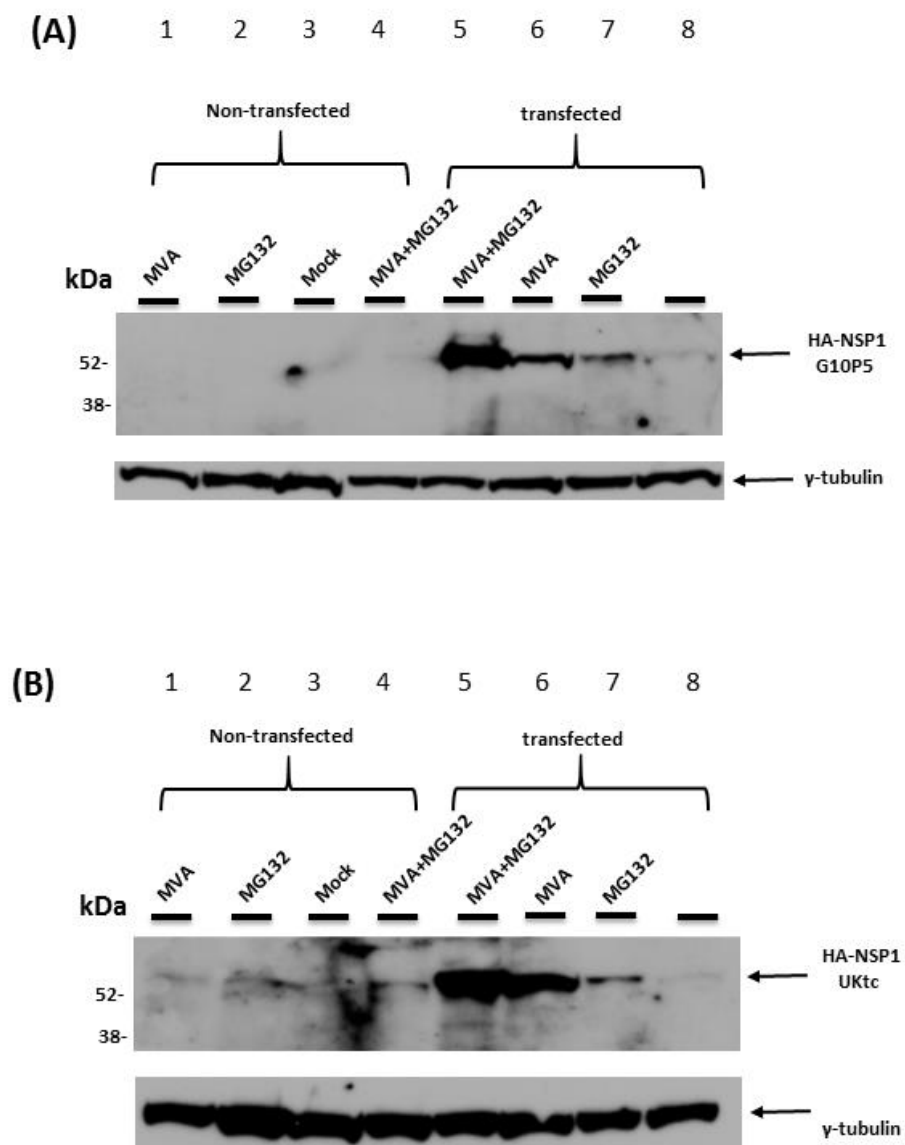 (A) 1 2 3 4 5 6 7 8
Non-transfected transfected
MVA MG132 Mock MVA+MG132 MVA+MG132 MVA MG132
kDa
52-
38-
HA-NSP1
G10P5
γ-tubulin
(B) 1 2 3 4 5 6 7 8
Non-transfected transfected
MVA MG132 Mock MVA+MG132 MVA+MG132 MVA MG132
kDa
52-
38-
HA-NSP1
UKtc
γ-tubulin